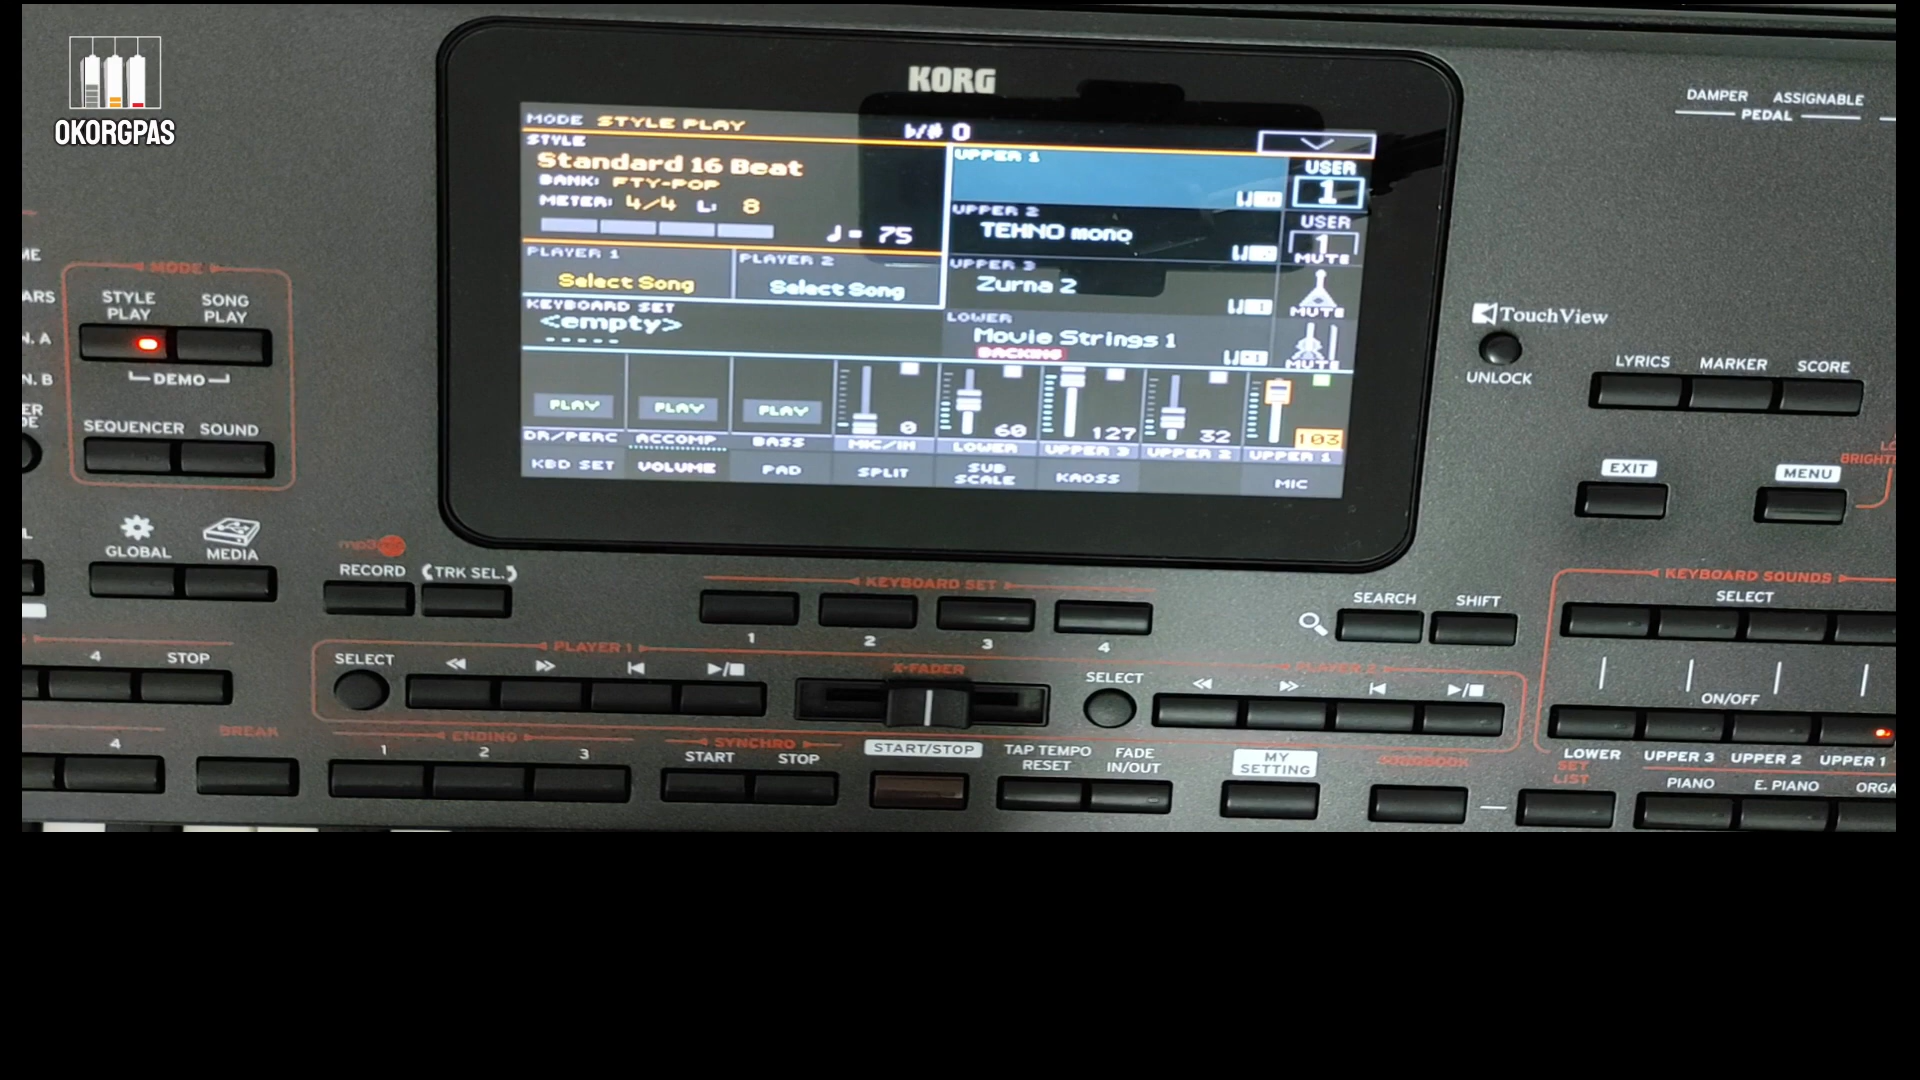 OKORGPAS
KORG
DAMPER ASSIGNABLE
PEDAL
MODE STYLE PLAY
♭/# 0
STYLE
Standard 16 Beat
BANK: FTY-POP
METER: 4/4 L: 8
♩= 75
UPPER 1
USER
1
UPPER 2
TEHNO mono
USER
1
MUTE
PLAYER 1
Select Song
PLAYER 2
Select Song
UPPER 3
Zurna 2
MUTE
KEYBOARD SET
<empty>
-----
LOWER
Movie Strings 1
BACKING
MUTE
PLAY PLAY PLAY 0 60 127 32 103
DR/PERC ACCOMP BASS MIC/IN LOWER UPPER 3 UPPER 2 UPPER 1
KBD SET VOLUME PAD SPLIT SUB SCALE KAOSS MIC
MODE
STYLE PLAY SONG PLAY
DEMO
SEQUENCER SOUND
GLOBAL MEDIA
TouchView
UNLOCK
LYRICS MARKER SCORE
EXIT MENU
mp3
RECORD TRK SEL.
KEYBOARD SET
1 2 3 4
SEARCH SHIFT
KEYBOARD SOUNDS
SELECT
4 STOP
PLAYER 1
SELECT
X-FADER
PLAYER 2
SELECT
ON/OFF
LOWER UPPER 3 UPPER 2 UPPER 1
4
BREAK
ENDING
1 2 3
SYNCHRO
START STOP
START/STOP
TAP TEMPO RESET
FADE IN/OUT
MY SETTING
SONGBOOK
SET LIST
PIANO E. PIANO